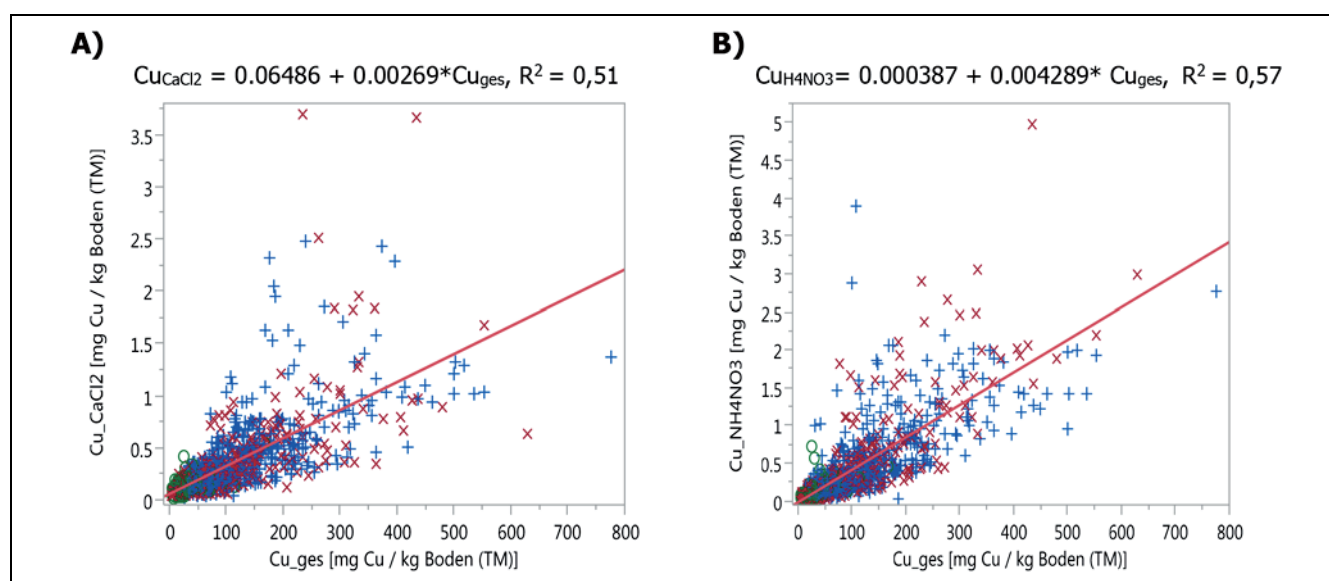 A)
Cu_CaCl2 = 0.06486 + 0.00269*Cu_ges, R² = 0,51
3.5
3
2.5
2
1.5
1
0.5
0
Cu_CaCl2 [mg Cu / kg Boden (TM)]
0 100 200 300 400 500 600 700 800
Cu_ges [mg Cu / kg Boden (TM)]
B)
Cu_H4NO3= 0.000387 + 0.004289* Cu_ges, R² = 0,57
5
4.5
4
3.5
3
2.5
2
1.5
1
0.5
0
Cu_NH4NO3 [mg Cu / kg Boden (TM)]
0 100 200 300 400 500 600 700 800
Cu_ges [mg Cu / kg Boden (TM)]